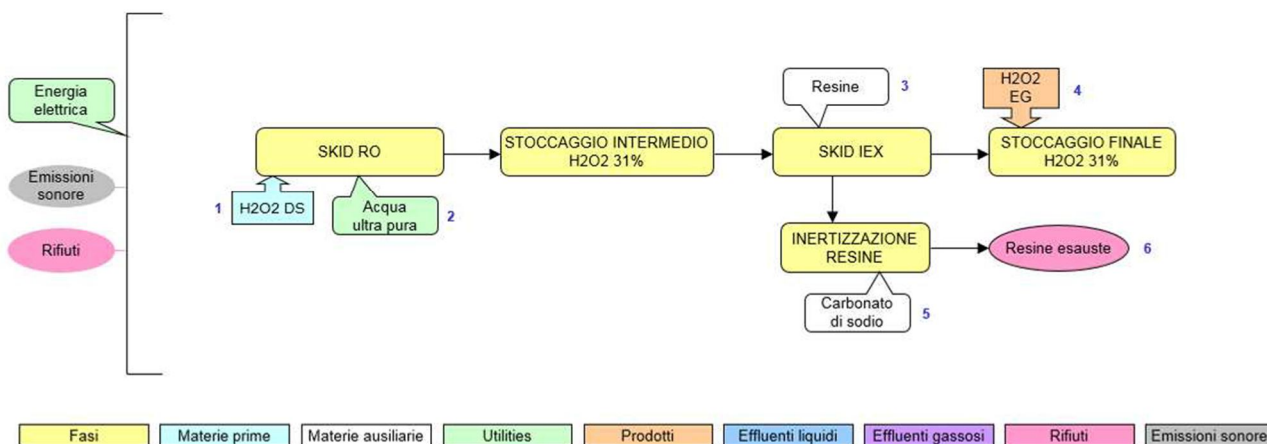 Energia
elettrica
Emissioni
sonore
Rifiuti
SKID RO
1
H2O2 DS
Acqua
ultra pura
2
STOCCAGGIO INTERMEDIO
H2O2 31%
Resine
3
SKID IEX
H2O2
EG
4
STOCCAGGIO FINALE
H2O2 31%
INERTIZZAZIONE
RESINE
Resine esauste
6
Carbonato
di sodio
5
Fasi
Materie prime
Materie ausiliarie
Utilities
Prodotti
Effluenti liquidi
Effluenti gassosi
Rifiuti
Emissioni sonore